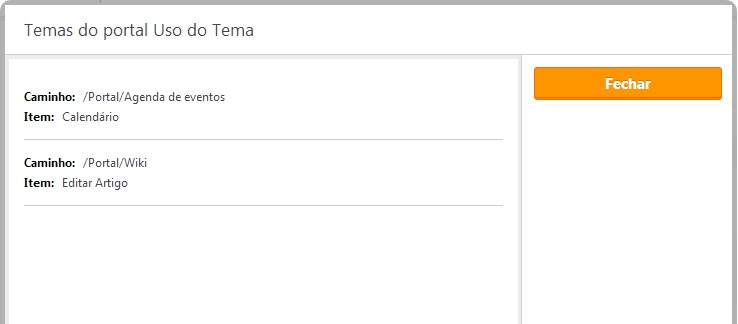 Temas do portal Uso do Tema
Caminho: /Portal/Agenda de eventos
Item: Calendário
Caminho: /Portal/Wiki
Item: Editar Artigo
Fechar